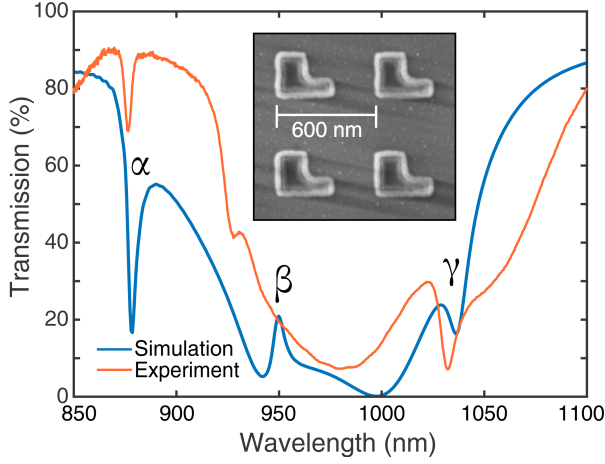 100
80
60
40
20
0
Transmission (%)
600 nm
α
β
γ
Simulation
Experiment
850
900
950
1000
1050
1100
Wavelength (nm)